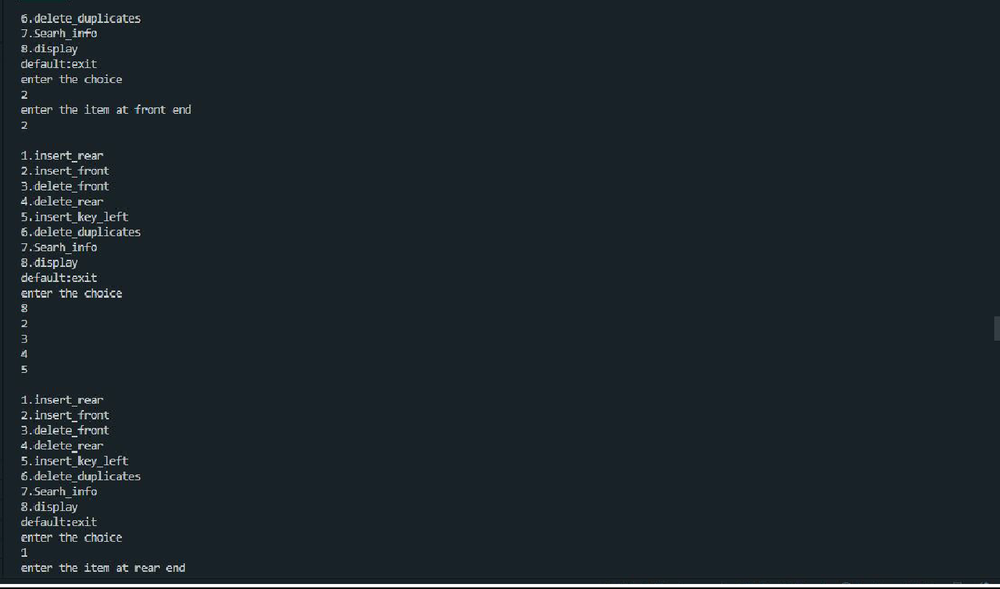 6.delete_duplicates
7.Searh_info
8.display
default:exit
enter the choice
2
enter the item at front end
2
1.insert_rear
2.insert_front
3.delete_front
4.delete_rear
5.insert_key_left
6.delete_duplicates
7.Searh_info
8.display
default:exit
enter the choice
8
2
3
4
5
1.insert_rear
2.insert_front
3.delete_front
4.delete_rear
5.insert_key_left
6.delete_duplicates
7.Searh_info
8.display
default:exit
enter the choice
1
enter the item at rear end